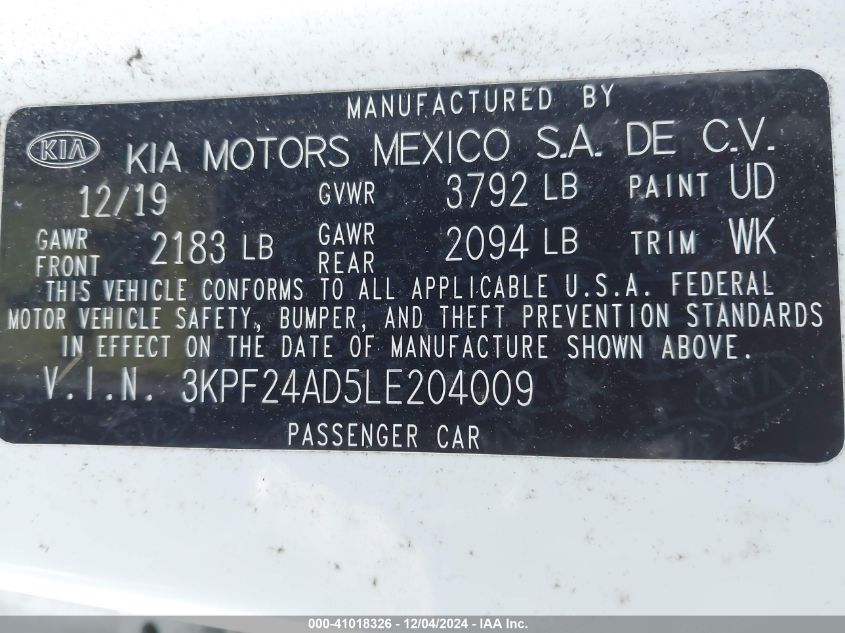 MANUFACTURED BY
KIA KIA MOTORS MEXICO S.A. DE C.V.
12/19 GVWR 3792 LB PAINT UD
GAWR FRONT 2183 LB GAWR REAR 2094 LB TRIM WK
THIS VEHICLE CONFORMS TO ALL APPLICABLE U.S.A. FEDERAL
MOTOR VEHICLE SAFETY, BUMPER, AND THEFT PREVENTION STANDARDS
IN EFFECT ON THE DATE OF MANUFACTURE SHOWN ABOVE.
V.I.N. 3KPF24AD5LE204009
PASSENGER CAR
000-41018326 - 12/04/2024 - IAA Inc.